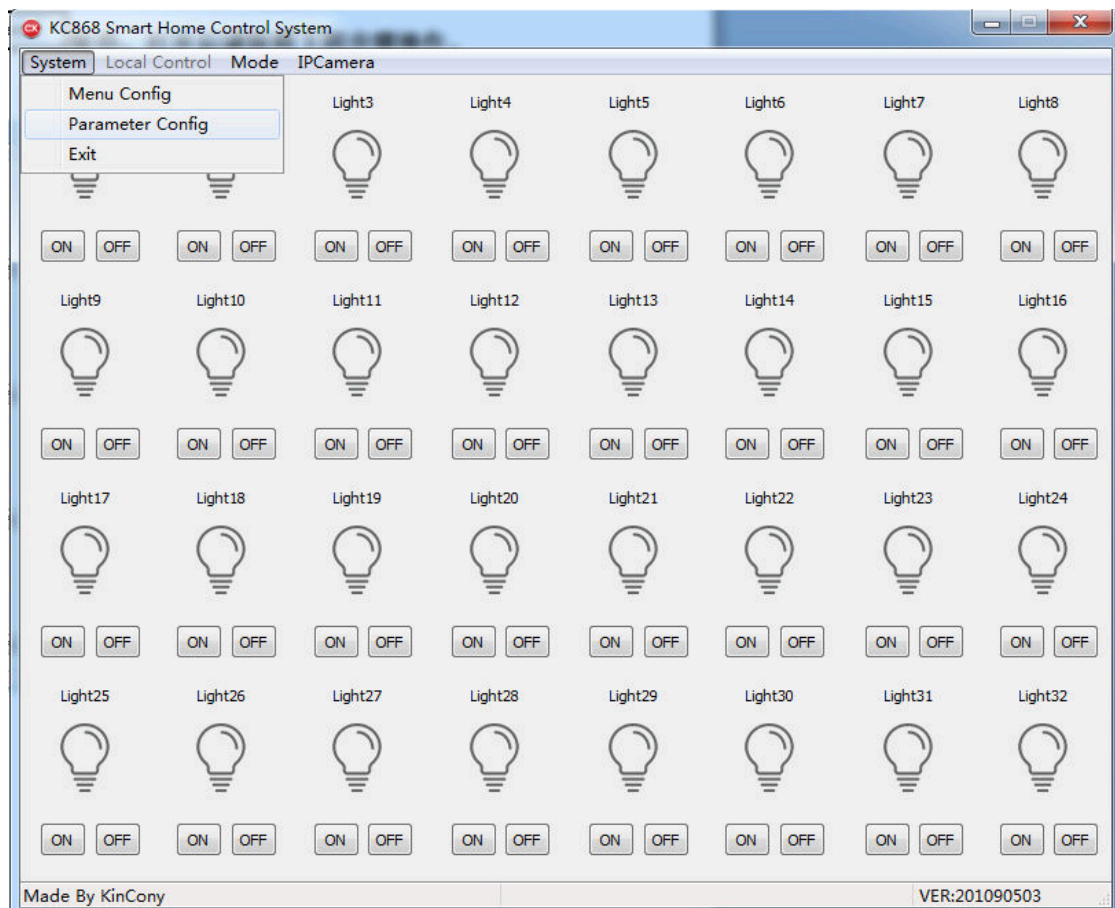 KC868 Smart Home Control System
System Local Control Mode IPCamera
Menu Config
Parameter Config
Exit
Light3 Light4 Light5 Light6 Light7 Light8
ON OFF ON OFF ON OFF ON OFF ON OFF ON OFF ON OFF ON OFF
Light9 Light10 Light11 Light12 Light13 Light14 Light15 Light16
ON OFF ON OFF ON OFF ON OFF ON OFF ON OFF ON OFF ON OFF
Light17 Light18 Light19 Light20 Light21 Light22 Light23 Light24
ON OFF ON OFF ON OFF ON OFF ON OFF ON OFF ON OFF ON OFF
Light25 Light26 Light27 Light28 Light29 Light30 Light31 Light32
ON OFF ON OFF ON OFF ON OFF ON OFF ON OFF ON OFF ON OFF
Made By KinCony VER:201090503